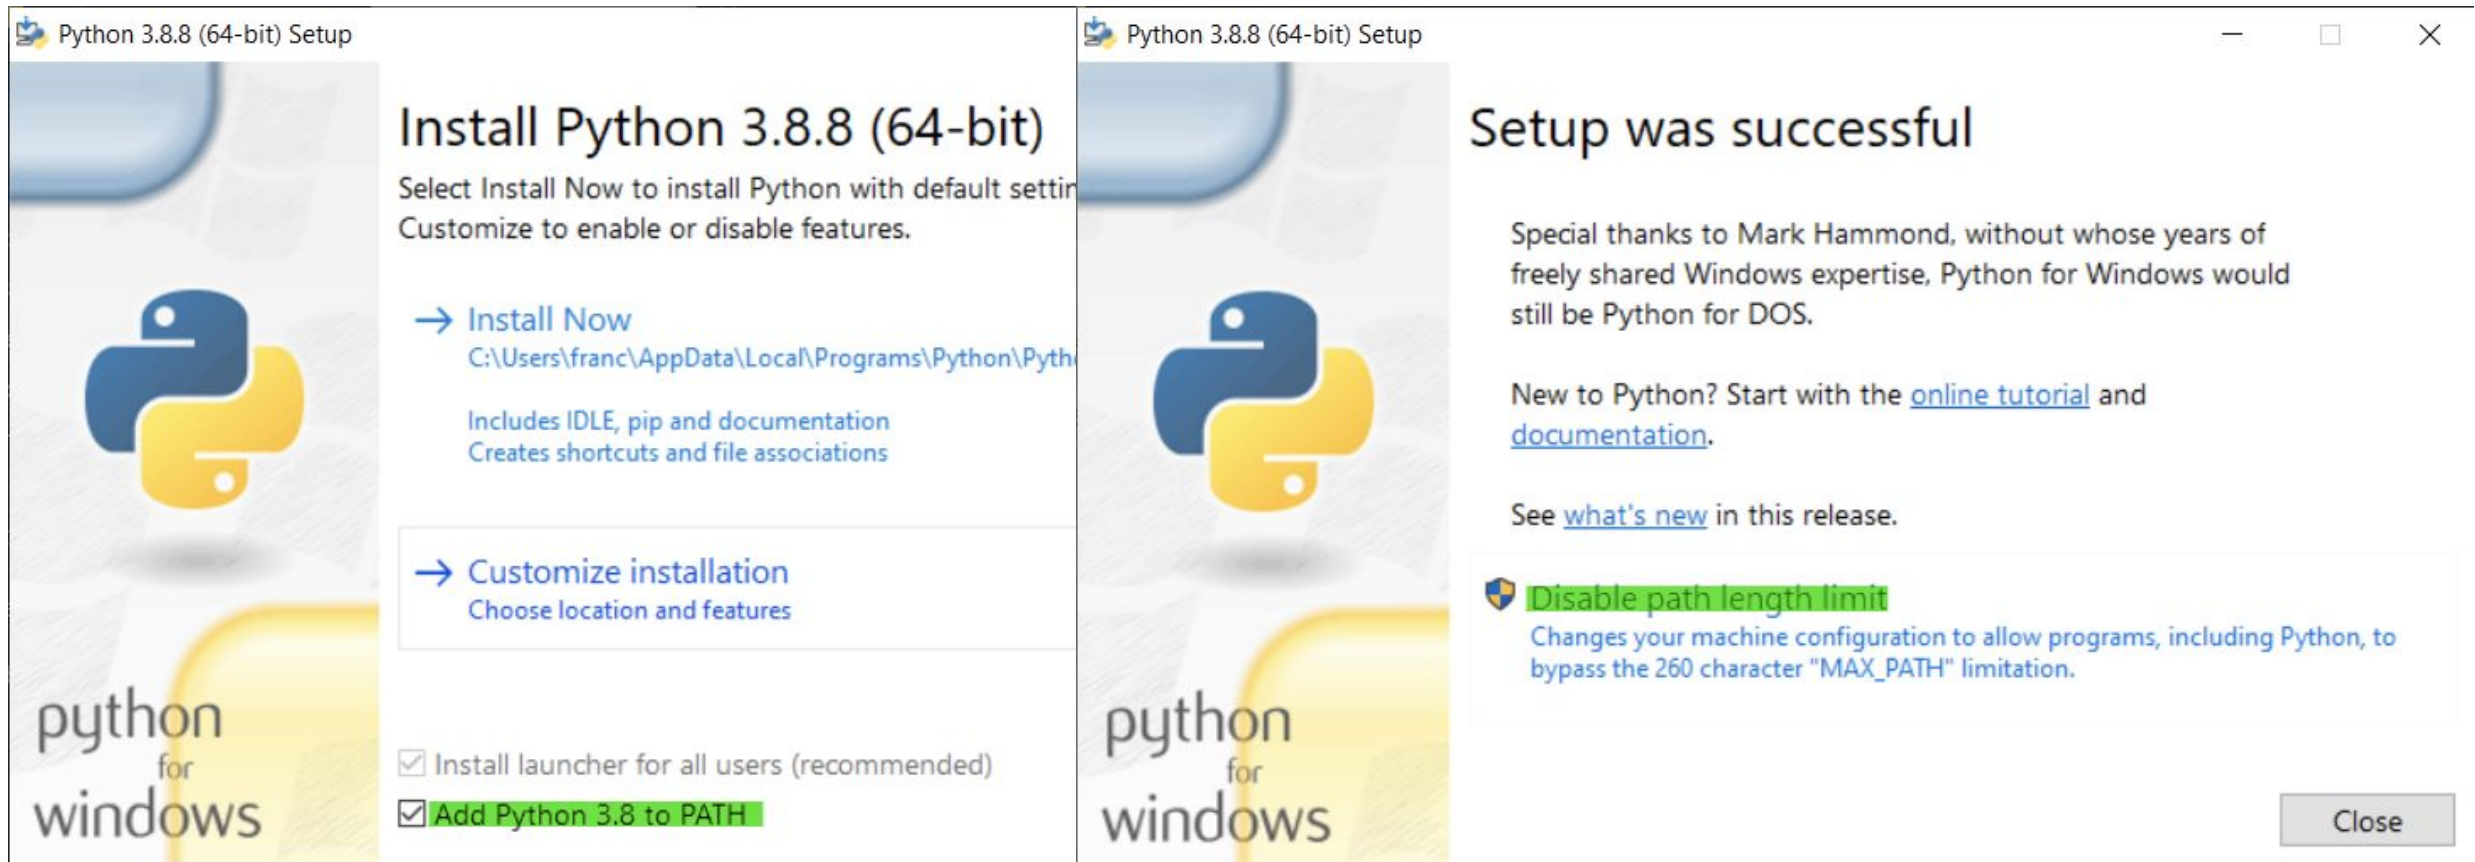 Python 3.8.8 (64-bit) Setup
Install Python 3.8.8 (64-bit)
Select Install Now to install Python with default settin
Customize to enable or disable features.
Install Now
C:\Users\franc\AppData\Local\Programs\Python\Pyth
Includes IDLE, pip and documentation
Creates shortcuts and file associations
Customize installation
Choose location and features
Install launcher for all users (recommended)
Add Python 3.8 to PATH
python
for
windows
Python 3.8.8 (64-bit) Setup
Setup was successful
Special thanks to Mark Hammond, without whose years of
freely shared Windows expertise, Python for Windows would
still be Python for DOS.
New to Python? Start with the online tutorial and
documentation.
See what's new in this release.
Disable path length limit
Changes your machine configuration to allow programs, including Python, to
bypass the 260 character "MAX_PATH" limitation.
python
for
windows
Close